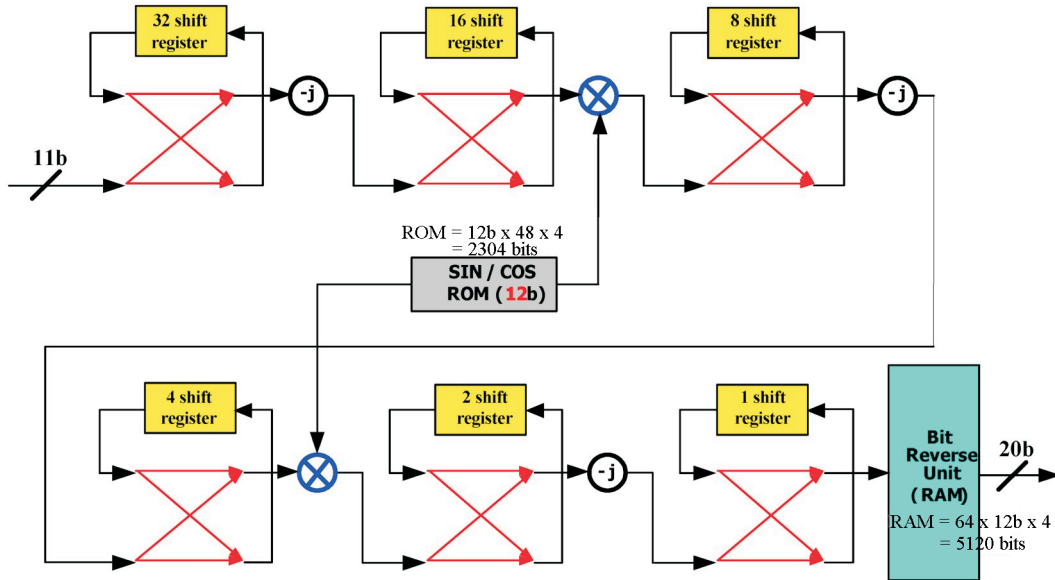 32 shift
register
16 shift
register
8 shift
register
-j
-j
11b
ROM = 12b x 48 x 4
= 2304 bits
SIN / COS
ROM (12b)
4 shift
register
2 shift
register
1 shift
register
-j
Bit
Reverse
Unit
(RAM)
20b
RAM = 64 x 12b x 4
= 5120 bits